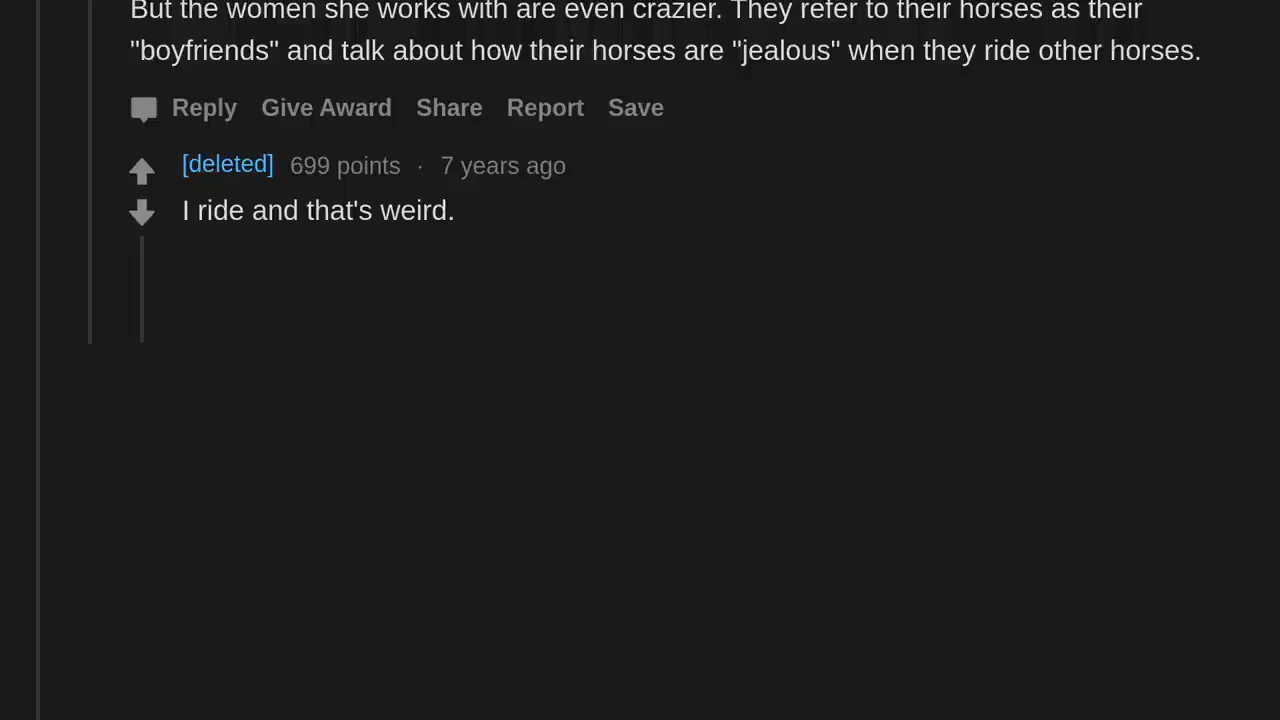 But the women she works with are even crazier. They refer to their horses as their
"boyfriends" and talk about how their horses are "jealous" when they ride other horses.
Reply Give Award Share Report Save
[deleted] 699 points · 7 years ago
I ride and that's weird.